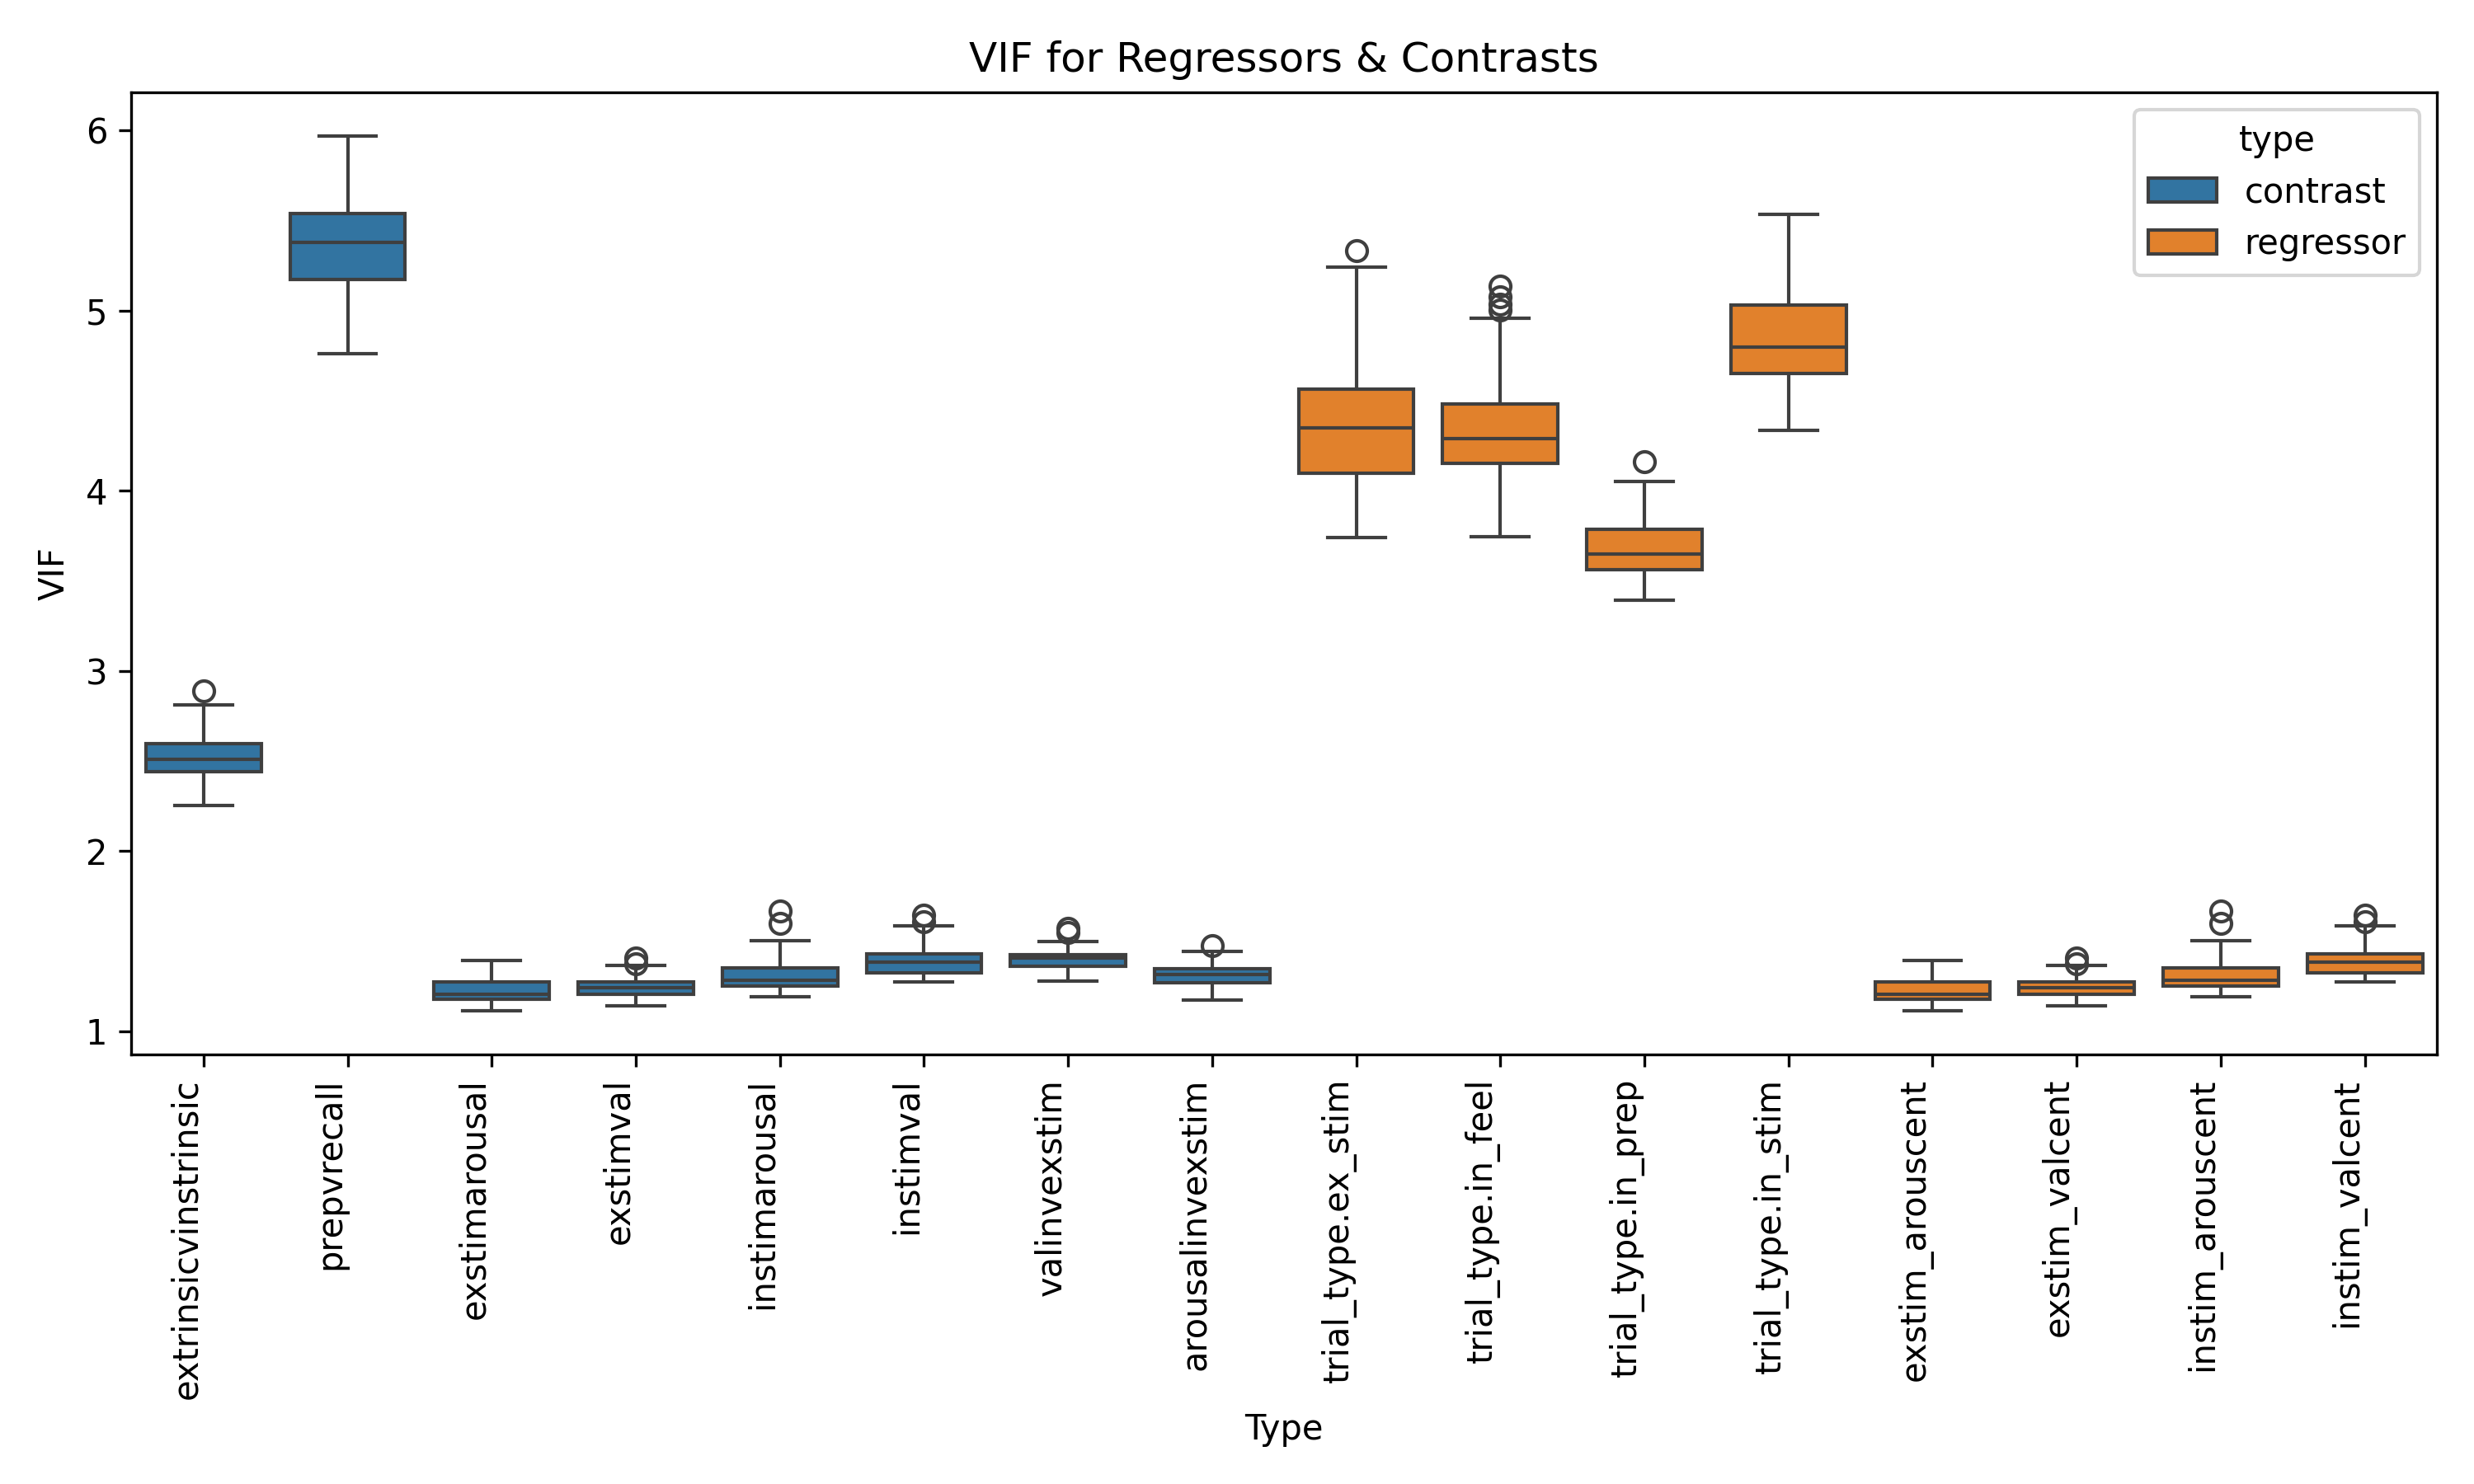 VIF for Regressors & Contrasts
type
contrast
regressor
VIF
6
5
4
3
2
1
extrinsicvinstrinsic
prepvrecall
exstimarousal
exstimval
instimarousal
instimval
valinvexstim
arousalinvexstim
trial_type.ex_stim
trial_type.in_feel
trial_type.in_prep
trial_type.in_stim
exstim_arouscent
exstim_valcent
instim_arouscent
instim_valcent
Type